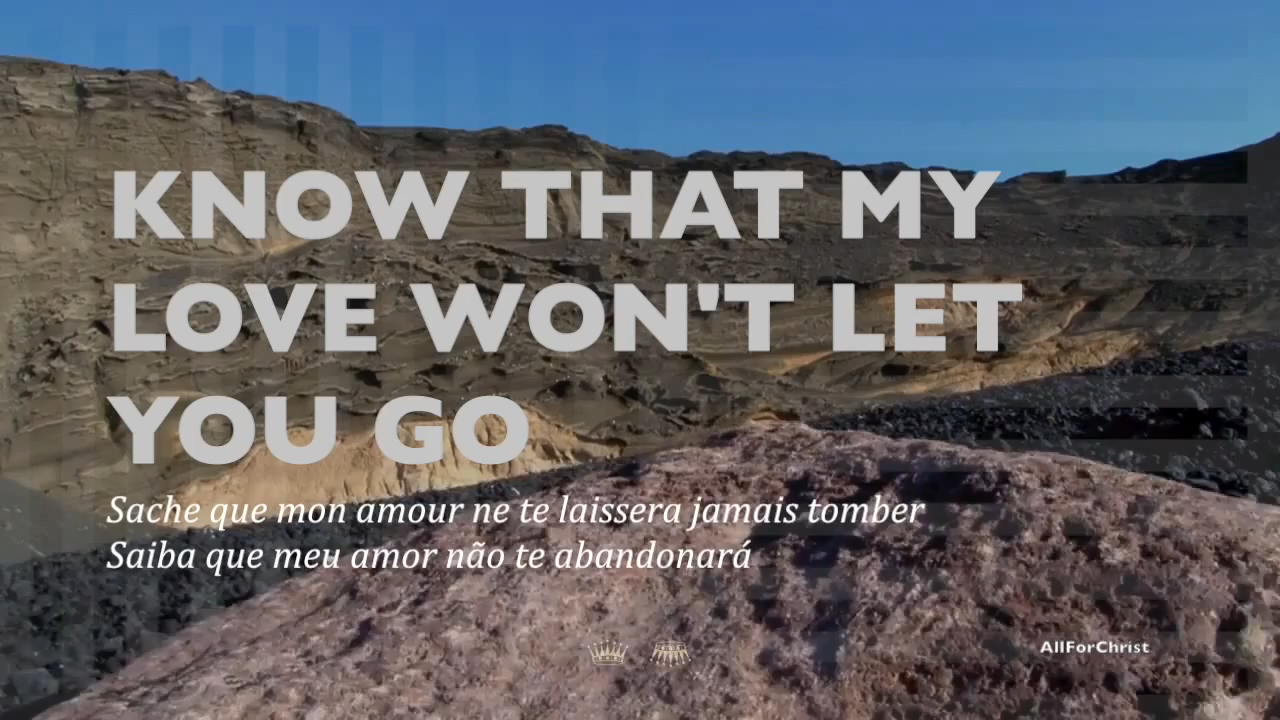 KNOW THAT MY
LOVE WON'T LET
YOU GO
Sache que mon amour ne te laissera jamais tomber
Saiba que meu amor não te abandonará
AllForChrist